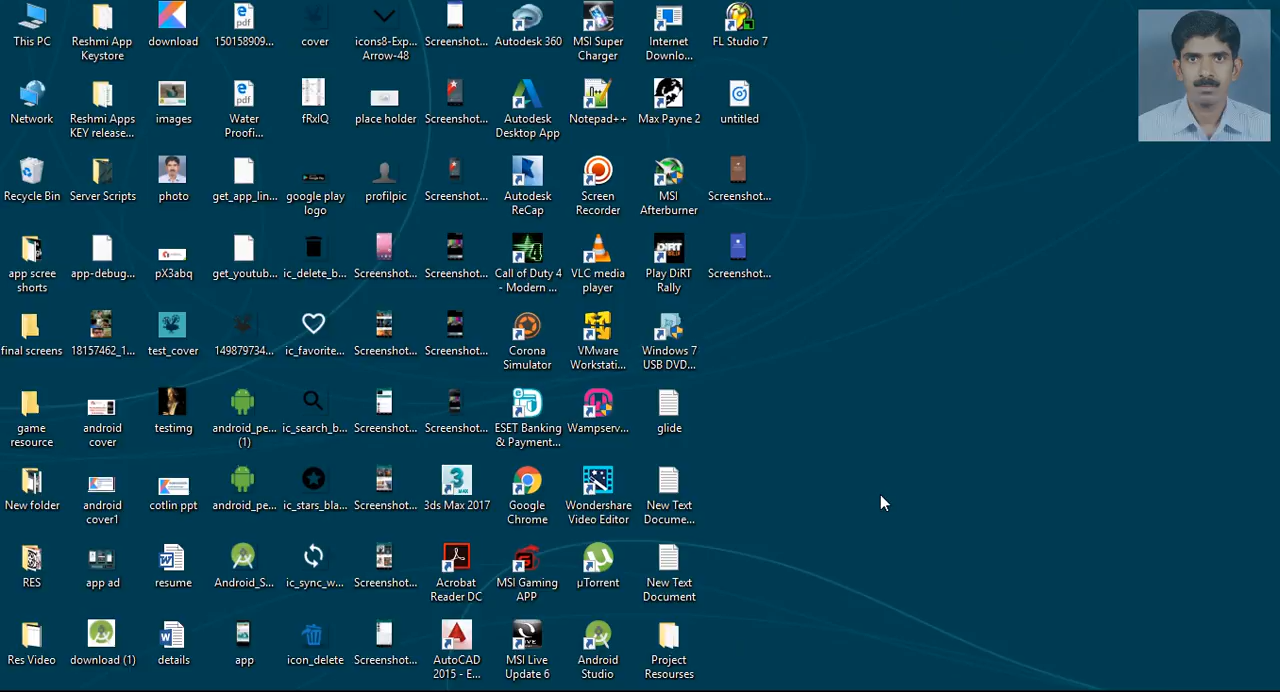 This PC
Reshmi App
Keystore
download
150158909...
cover
icons8-Exp...
Arrow-48
Screenshot...
Autodesk 360
MSI Super
Charger
Internet
Downlo...
FL Studio 7
Network
Reshmi Apps
KEY release...
images
Water
Proofi...
fRxIQ
place holder
Screenshot...
Autodesk
Desktop App
Notepad++
Max Payne 2
untitled
Recycle Bin
Server Scripts
photo
get_app_lin...
google play
logo
profilpic
Screenshot...
Autodesk
ReCap
Screen
Recorder
MSI
Afterburner
Screenshot...
app scree
shorts
app-debug...
pX3abq
get_youtub...
ic_delete_b...
Screenshot...
Screenshot...
Call of Duty 4
- Modern ...
VLC media
player
Play DiRT
Rally
Screenshot...
final screens
18157462_1...
test_cover
149879734...
ic_favorite...
Screenshot...
Screenshot...
Corona
Simulator
VMware
Workstati...
Windows 7
USB DVD...
game
resource
android
cover
testimg
android_pe...
(1)
ic_search_b...
Screenshot...
Screenshot...
ESET Banking
& Payment...
Wampserv...
glide
New folder
android
cover1
cotlin ppt
android_pe...
ic_stars_bla...
Screenshot...
3ds Max 2017
Google
Chrome
Wondershare
Video Editor
New Text
Docume...
RES
app ad
resume
Android_S...
ic_sync_w...
Screenshot...
Acrobat
Reader DC
MSI Gaming
APP
µTorrent
New Text
Document
Res Video
download (1)
details
app
icon_delete
Screenshot...
AutoCAD
2015 - E...
MSI Live
Update 6
Android
Studio
Project
Resourses